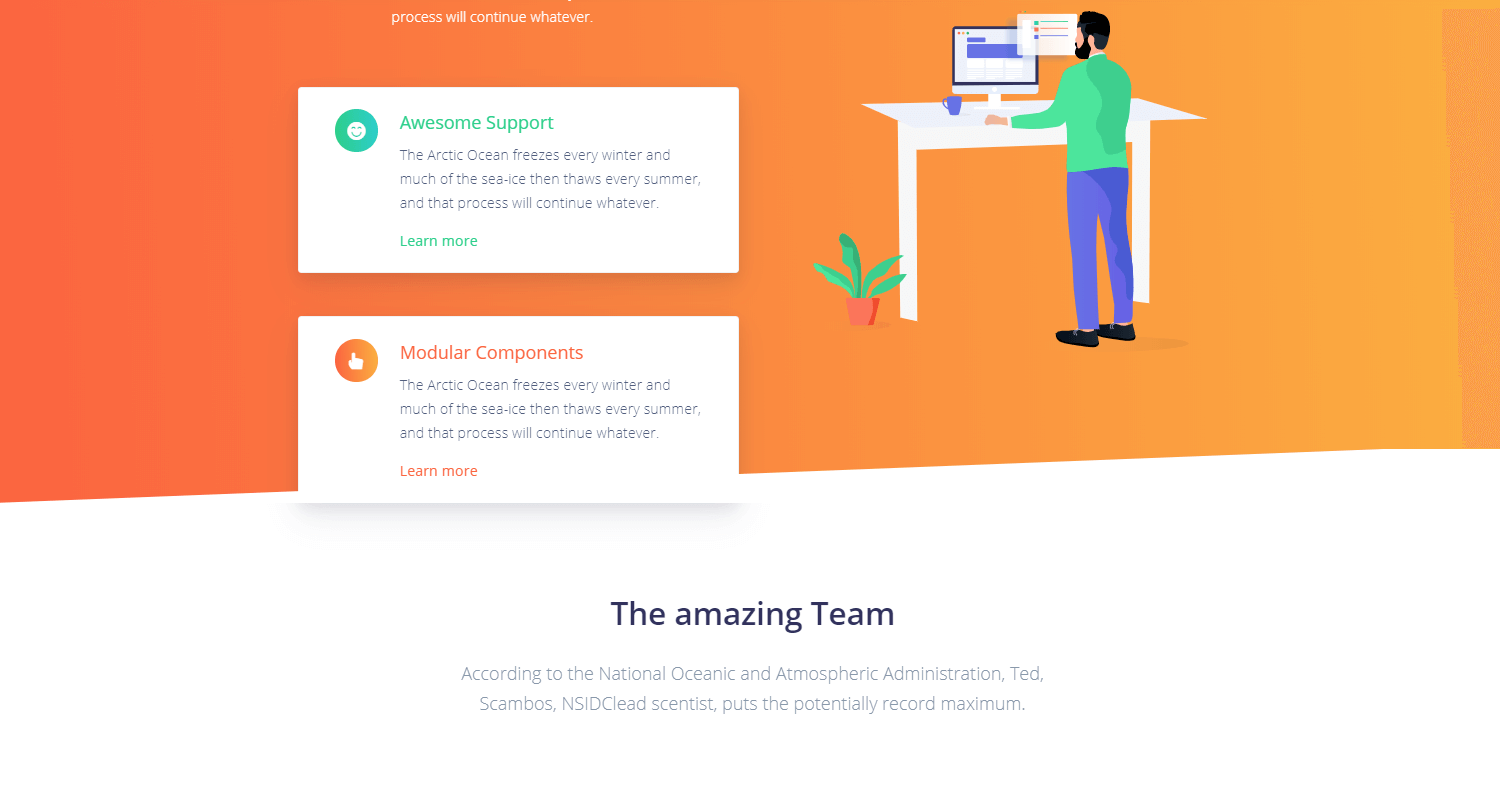 process will continue whatever.
Awesome Support
The Arctic Ocean freezes every winter and
much of the sea-ice then thaws every summer,
and that process will continue whatever.
Learn more
Modular Components
The Arctic Ocean freezes every winter and
much of the sea-ice then thaws every summer,
and that process will continue whatever.
Learn more
The amazing Team
According to the National Oceanic and Atmospheric Administration, Ted,
Scambos, NSIDClead scentist, puts the potentially record maximum.